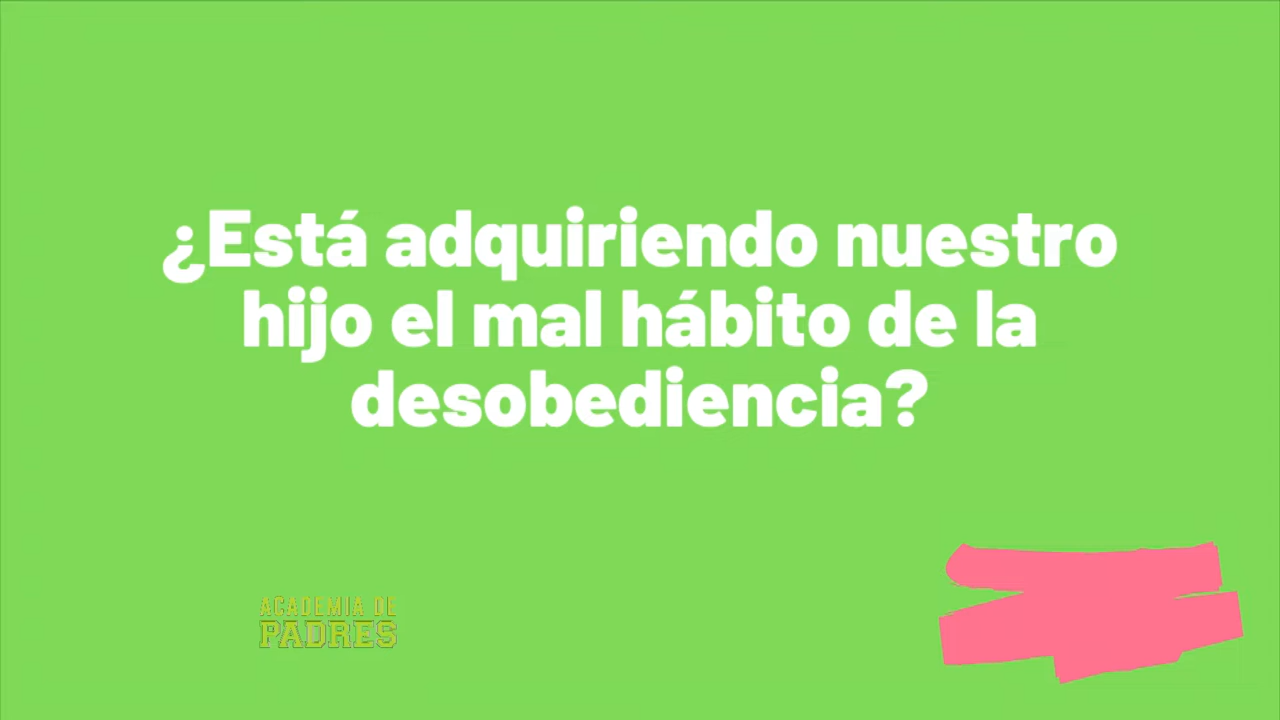 ¿Está adquiriendo nuestro
hijo el mal hábito de la
desobediencia?
ACADEMIA DE
PADRES